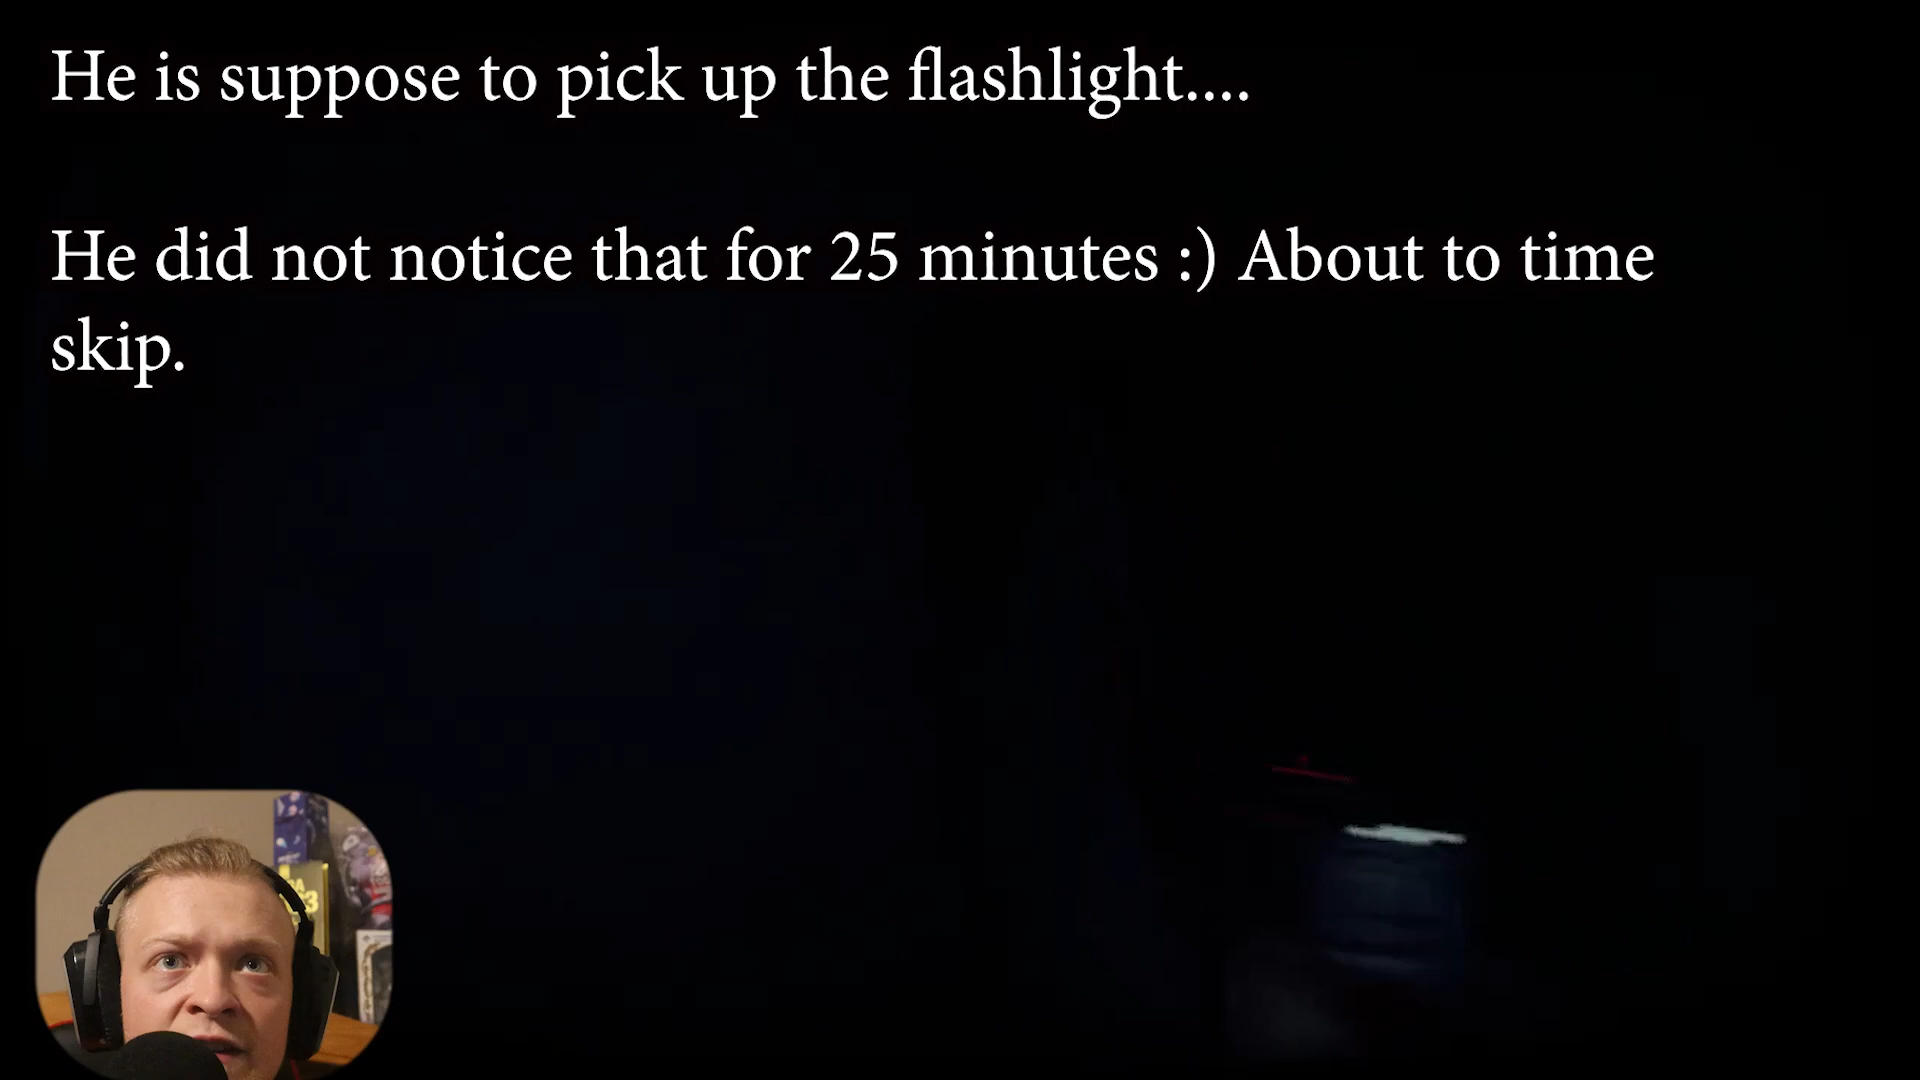 He is suppose to pick up the flashlight....
He did not notice that for 25 minutes :) About to time
skip.